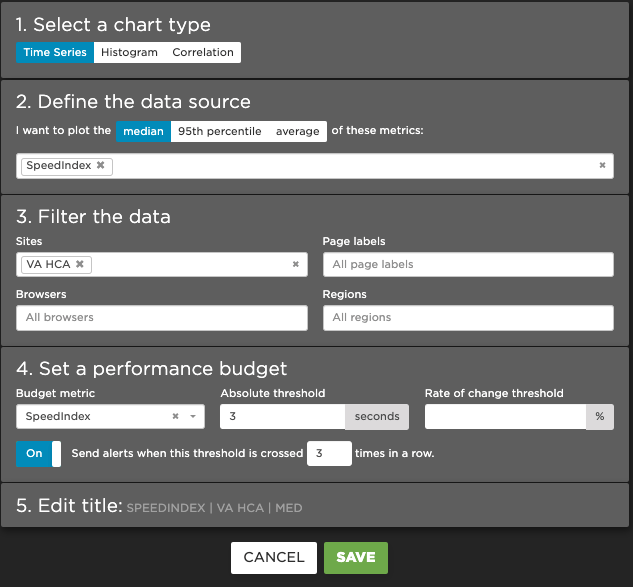 1. Select a chart type
Time Series Histogram Correlation
2. Define the data source
I want to plot the median 95th percentile average of these metrics:
SpeedIndex ✖ ✖
3. Filter the data
Sites Page labels
VA HCA ✖ ✖ All page labels
Browsers Regions
All browsers All regions
4. Set a performance budget
Budget metric Absolute threshold Rate of change threshold
SpeedIndex ✖ 3 seconds %
On Send alerts when this threshold is crossed 3 times in a row.
5. Edit title: SPEEDINDEX | VA HCA | MED
CANCEL SAVE